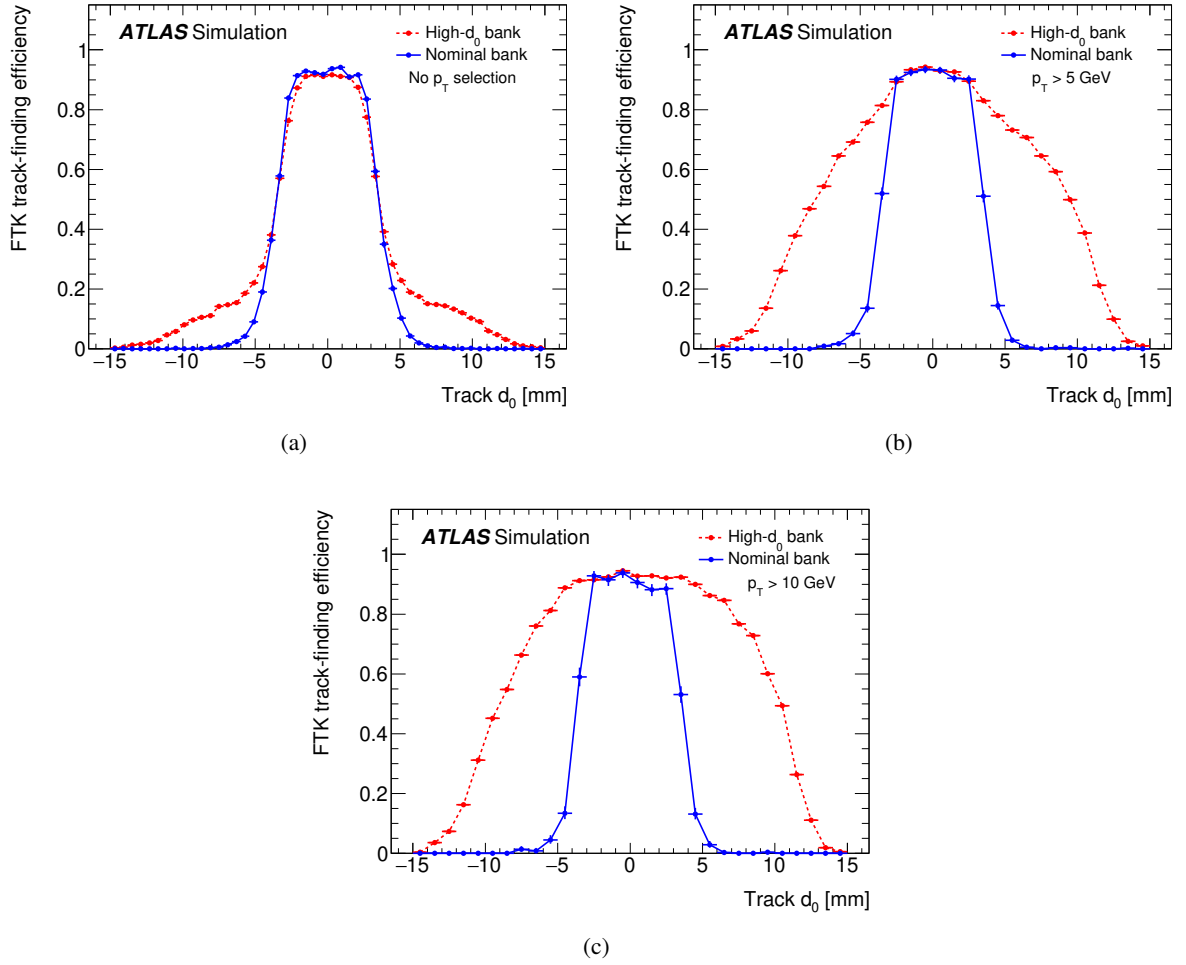 ATLAS Simulation
High-d0 bank
Nominal bank
No pT selection
FTK track-finding efficiency
1
0.8
0.6
0.4
0.2
0
−15 −10 −5 0 5 10 15
Track d0 [mm]
(a)
ATLAS Simulation
High-d0 bank
Nominal bank
pT > 5 GeV
FTK track-finding efficiency
1
0.8
0.6
0.4
0.2
0
−15 −10 −5 0 5 10 15
Track d0 [mm]
(b)
ATLAS Simulation
High-d0 bank
Nominal bank
pT > 10 GeV
FTK track-finding efficiency
1
0.8
0.6
0.4
0.2
0
−15 −10 −5 0 5 10 15
Track d0 [mm]
(c)